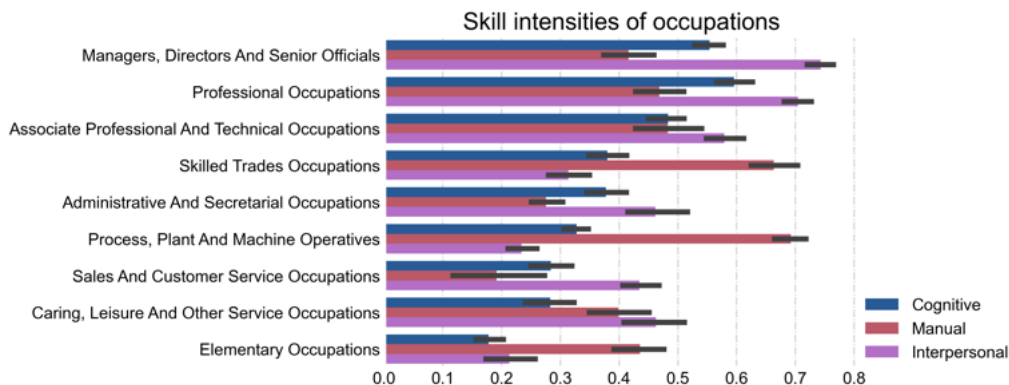 Skill intensities of occupations
Managers, Directors And Senior Officials
Professional Occupations
Associate Professional And Technical Occupations
Skilled Trades Occupations
Administrative And Secretarial Occupations
Process, Plant And Machine Operatives
Sales And Customer Service Occupations
Caring, Leisure And Other Service Occupations
Elementary Occupations
Cognitive
Manual
Interpersonal
0.0 0.1 0.2 0.3 0.4 0.5 0.6 0.7 0.8